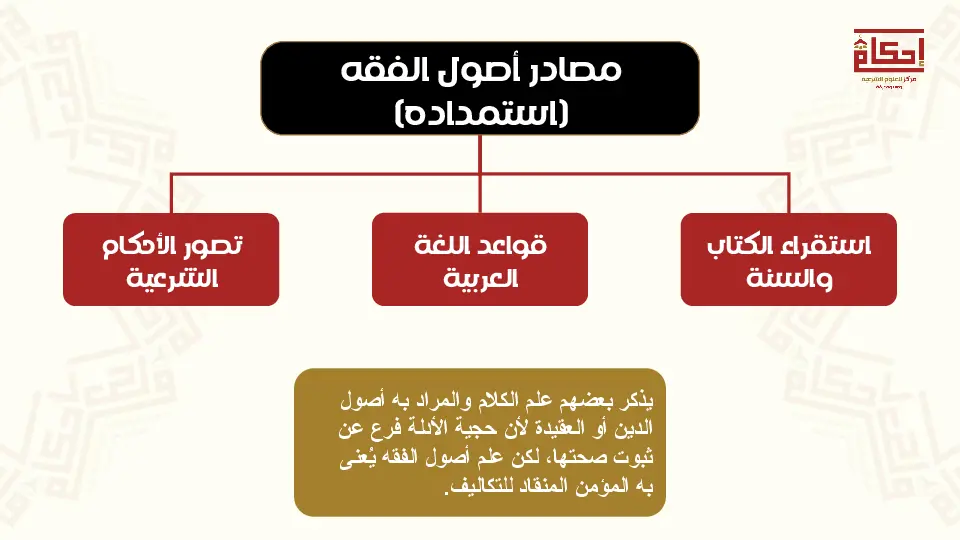 إحكام
مركز للعلوم الشرعية
مصادر أصول الفقه
(استمداده)
استقراء الكتاب
والسنة
قواعد اللغة
العربية
تصور الأحكام
الشرعية
يذكر بعضهم علم الكلام والمراد به أصول
الدين أو العقيدة لأن حجية الأدلة فرع عن
ثبوت صحتها، لكن علم أصول الفقه يُعنى
به المؤمن المنقاد للتكاليف.